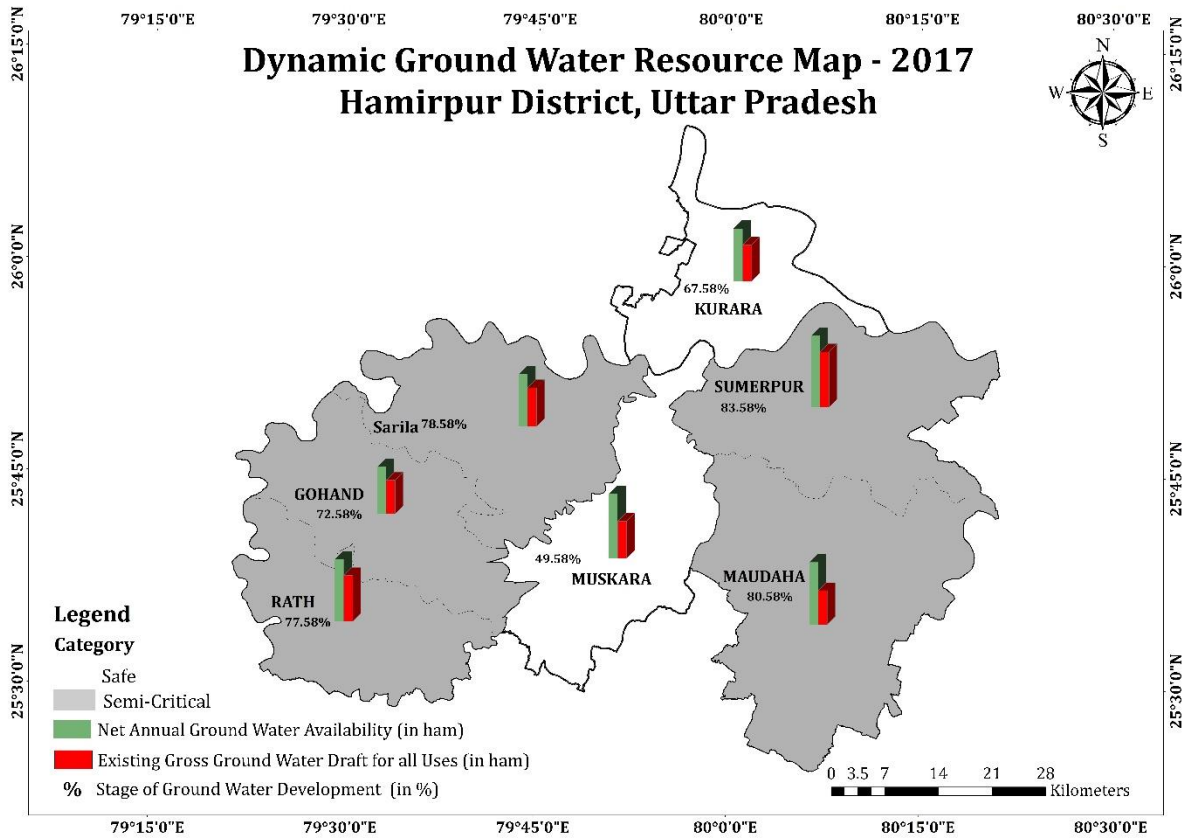 79°15'0"E 79°30'0"E 79°45'0"E 80°0'0"E 80°15'0"E 80°30'0"E
26°15'0"N
26°15'0"N
Dynamic Ground Water Resource Map - 2017
Hamirpur District, Uttar Pradesh
N
W E
S
26°0'0"N
26°0'0"N
67.58%
KURARA
SUMERPUR
83.58%
Sarila 78.58%
25°45'0"N
25°45'0"N
GOHAND
72.58%
49.58%
MUSKARA
MAUDAHA
80.58%
RATH
77.58%
25°30'0"N
25°30'0"N
Legend
Category
Safe
Semi-Critical
Net Annual Ground Water Availability (in ham)
Existing Gross Ground Water Draft for all Uses (in ham)
% Stage of Ground Water Development (in %)
0 3.5 7 14 21 28
Kilometers
79°15'0"E 79°30'0"E 79°45'0"E 80°0'0"E 80°15'0"E 80°30'0"E